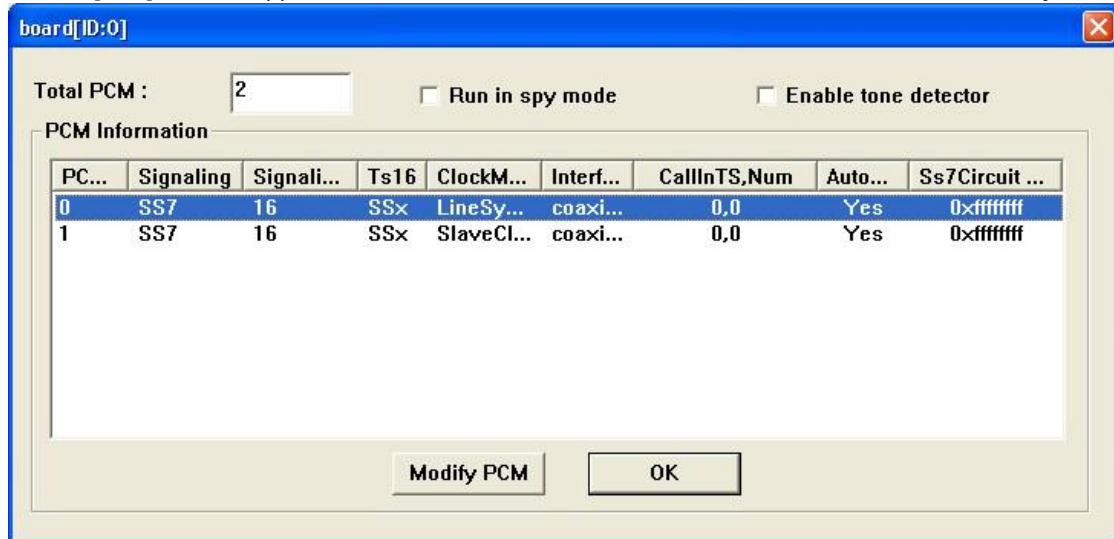 board[ID:0]
Total PCM : 2 Run in spy mode Enable tone detector
PCM Information
PC... Signaling Signali... Ts16 ClockM... Interf... CallInTS,Num Auto... Ss7Circuit ...
0 SS7 16 SSx LineSy... coaxi... 0,0 Yes 0xffffffff
1 SS7 16 SSx SlaveCl... coaxi... 0,0 Yes 0xffffffff
Modify PCM OK